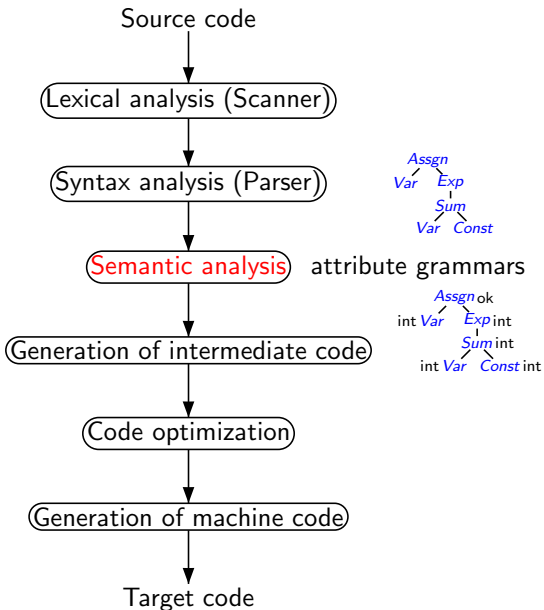 Source code
Lexical analysis (Scanner)
Syntax analysis (Parser)
Assgn
Var Exp
Sum
Var Const
Semantic analysis attribute grammars
Assgn ok
int Var Exp int
Sum int
int Var Const int
Generation of intermediate code
Code optimization
Generation of machine code
Target code